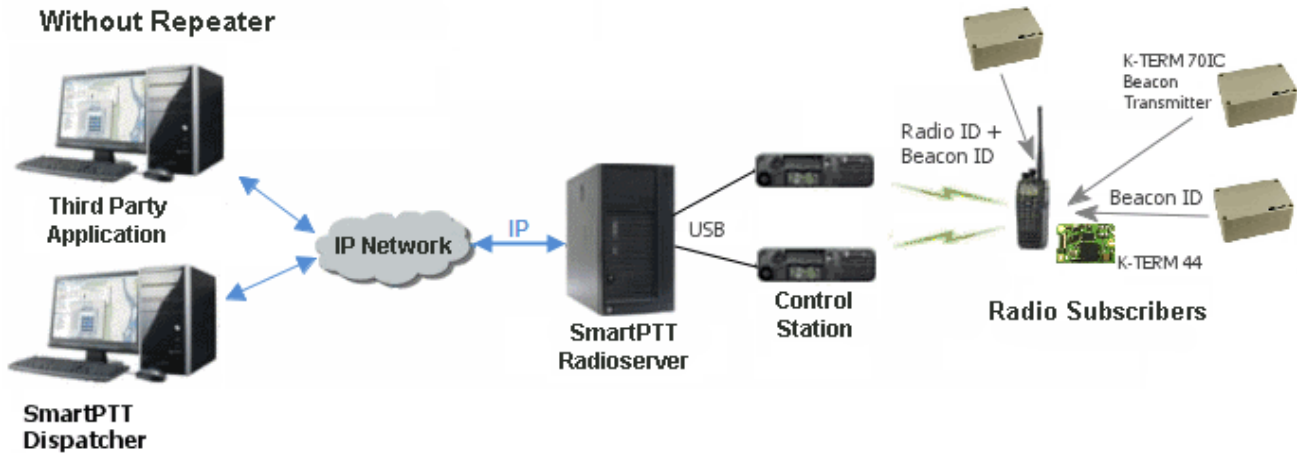 Without Repeater
Third Party
Application
SmartPTT
Dispatcher
IP Network
IP
SmartPTT
Radioserver
USB
Control
Station
Radio ID +
Beacon ID
K-TERM 70IC
Beacon
Transmitter
Beacon ID
K-TERM 44
Radio Subscribers